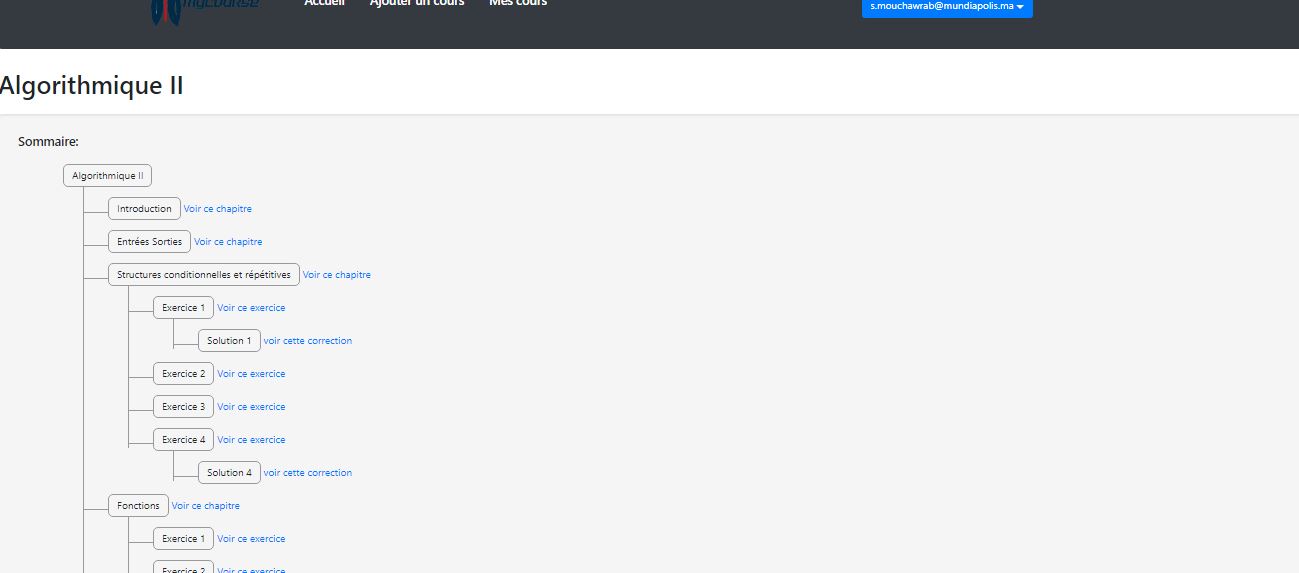 mycourse Accueil Ajouter un cours Mes cours s.mouchawrab@mundiapolis.ma
Algorithmique II
Sommaire:
Algorithmique II
Introduction Voir ce chapitre
Entrées Sorties Voir ce chapitre
Structures conditionnelles et répétitives Voir ce chapitre
Exercice 1 Voir ce exercice
Solution 1 voir cette correction
Exercice 2 Voir ce exercice
Exercice 3 Voir ce exercice
Exercice 4 Voir ce exercice
Solution 4 voir cette correction
Fonctions Voir ce chapitre
Exercice 1 Voir ce exercice
Exercice 2 Voir ce exercice